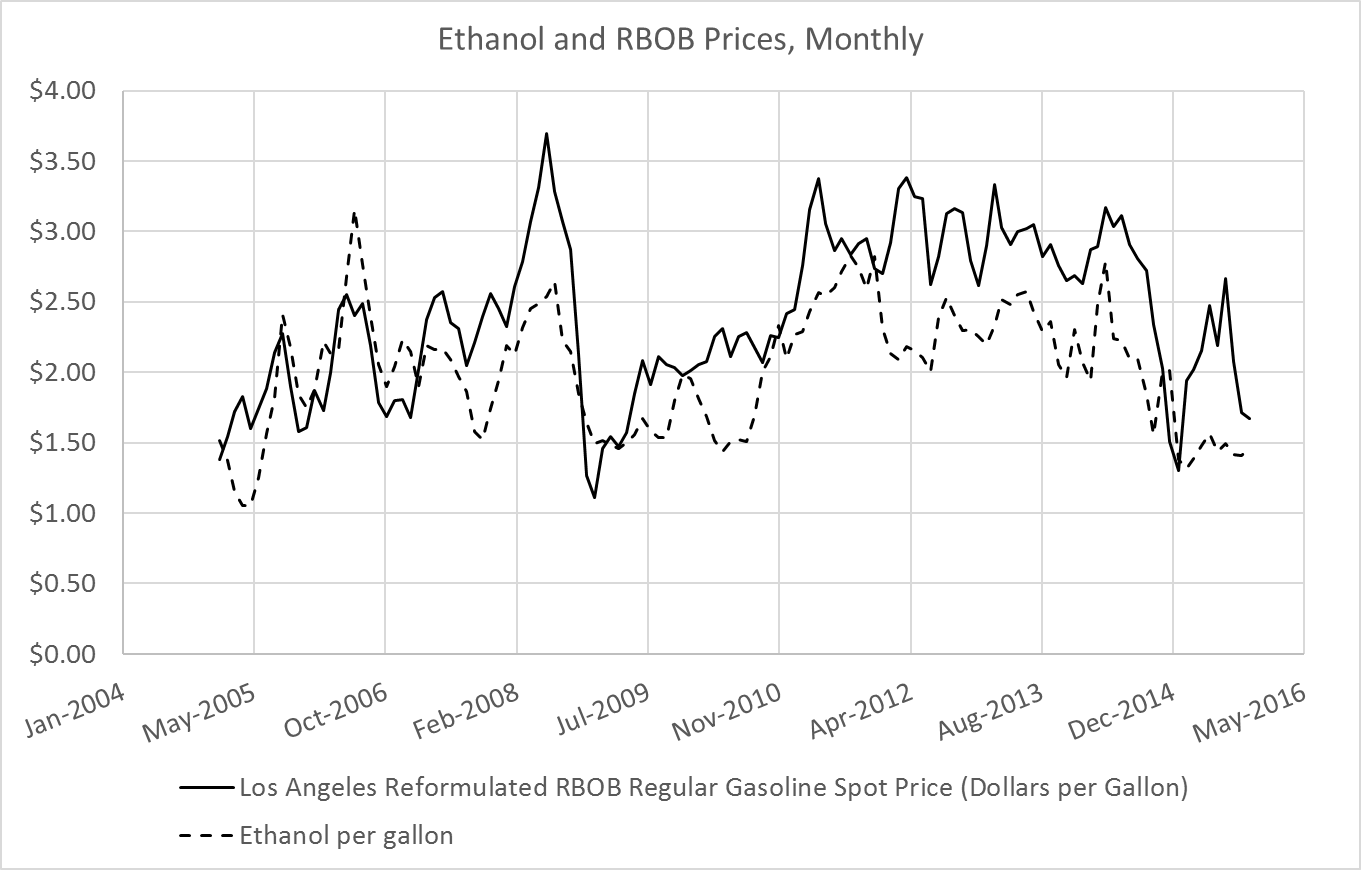 Ethanol and RBOB Prices, Monthly
$4.00
$3.50
$3.00
$2.50
$2.00
$1.50
$1.00
$0.50
$0.00
Jan-2004
May-2005
Oct-2006
Feb-2008
Jul-2009
Nov-2010
Apr-2012
Aug-2013
Dec-2014
May-2016
Los Angeles Reformulated RBOB Regular Gasoline Spot Price (Dollars per Gallon)
Ethanol per gallon